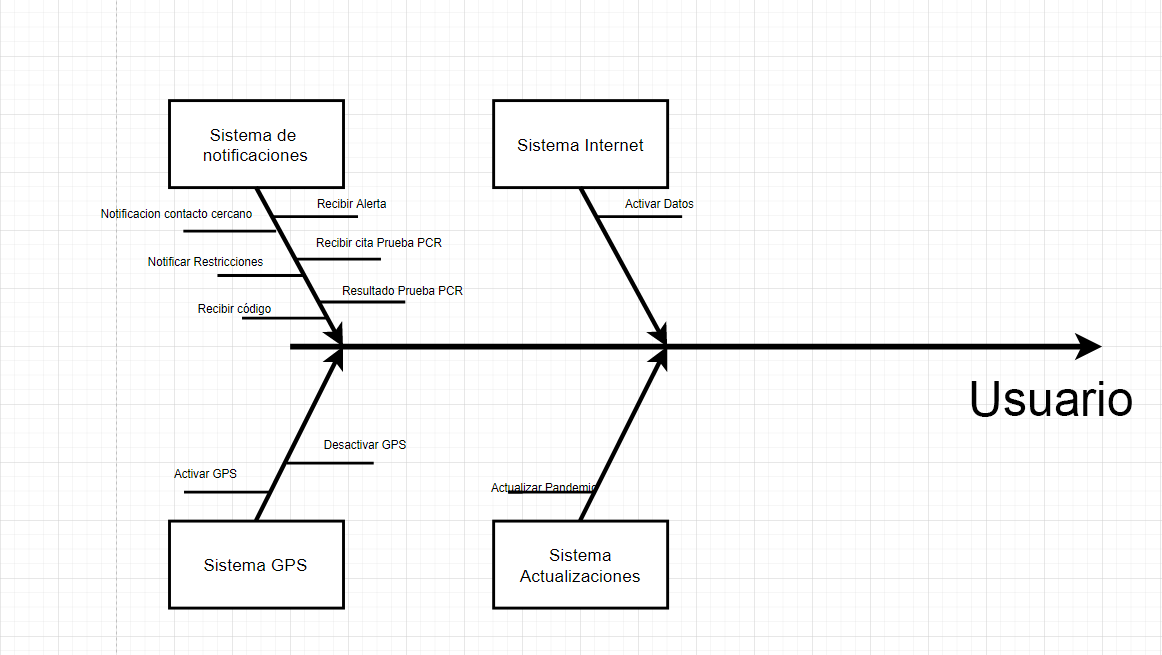 Sistema de
notificaciones
Sistema Internet
Notificacion contacto cercano
Recibir Alerta
Activar Datos
Recibir cita Prueba PCR
Notificar Restricciones
Resultado Prueba PCR
Recibir código
Usuario
Desactivar GPS
Activar GPS
Actualizar Pandemic
Sistema GPS
Sistema
Actualizaciones